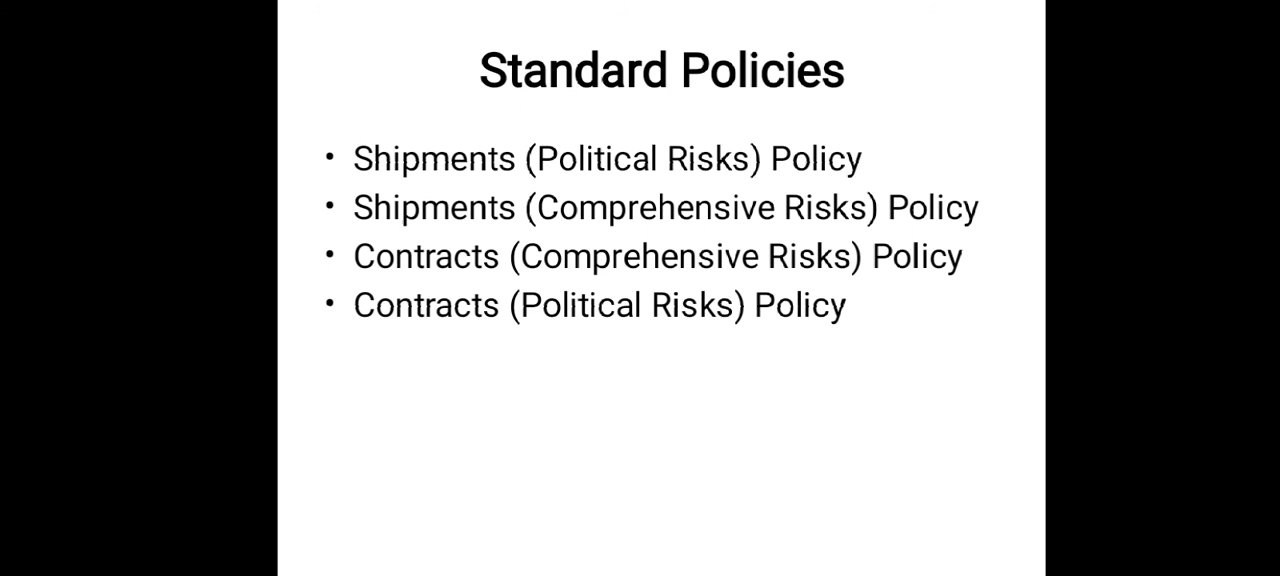 Standard Policies
• Shipments (Political Risks) Policy
• Shipments (Comprehensive Risks) Policy
• Contracts (Comprehensive Risks) Policy
• Contracts (Political Risks) Policy